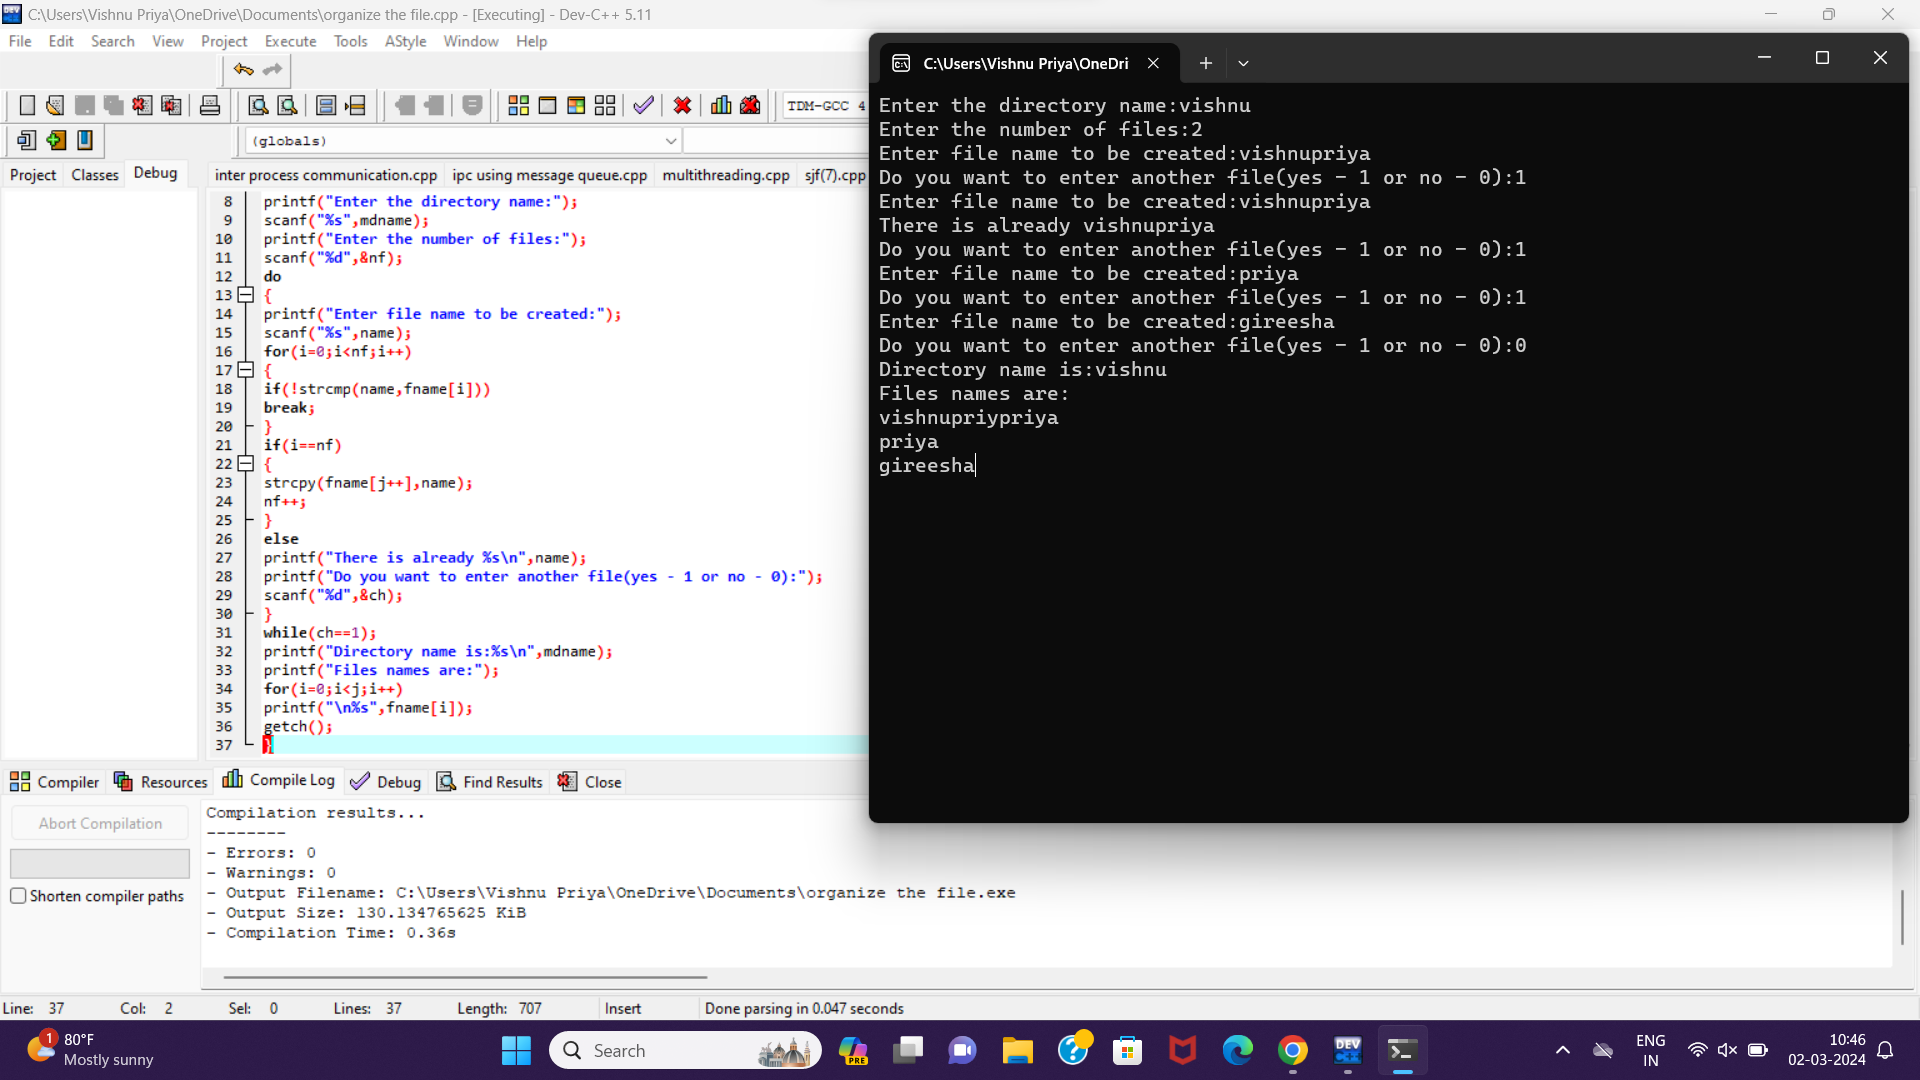 C:\Users\Vishnu Priya\OneDrive\Documents\organize the file.cpp - [Executing] - Dev-C++ 5.11
File Edit Search View Project Execute Tools AStyle Window Help
TDM-GCC 4
(globals)
Project Classes Debug
inter process communication.cpp ipc using message queue.cpp multithreading.cpp sjf(7).cpp
8 printf("Enter the directory name:");
9 scanf("%s",mdname);
10 printf("Enter the number of files:");
11 scanf("%d",&nf);
12 do
13 {
14 printf("Enter file name to be created:");
15 scanf("%s",name);
16 for(i=0;i<nf;i++)
17 {
18 if(!strcmp(name,fname[i]))
19 break;
20 }
21 if(i==nf)
22 {
23 strcpy(fname[j++],name);
24 nf++;
25 }
26 else
27 printf("There is already %s\n",name);
28 printf("Do you want to enter another file(yes - 1 or no - 0):");
29 scanf("%d",&ch);
30 }
31 while(ch==1);
32 printf("Directory name is:%s\n",mdname);
33 printf("Files names are:");
34 for(i=0;i<j;i++)
35 printf("\n%s",fname[i]);
36 getch();
37 }
C:\Users\Vishnu Priya\OneDri
Enter the directory name:vishnu
Enter the number of files:2
Enter file name to be created:vishnupriya
Do you want to enter another file(yes - 1 or no - 0):1
Enter file name to be created:vishnupriya
There is already vishnupriya
Do you want to enter another file(yes - 1 or no - 0):1
Enter file name to be created:priya
Do you want to enter another file(yes - 1 or no - 0):1
Enter file name to be created:gireesha
Do you want to enter another file(yes - 1 or no - 0):0
Directory name is:vishnu
Files names are:
vishnupriypriya
priya
gireesha
Compiler Resources Compile Log Debug Find Results Close
Abort Compilation
Shorten compiler paths
Compilation results...
--------
- Errors: 0
- Warnings: 0
- Output Filename: C:\Users\Vishnu Priya\OneDrive\Documents\organize the file.exe
- Output Size: 130.134765625 KiB
- Compilation Time: 0.36s
Line: 37 Col: 2 Sel: 0 Lines: 37 Length: 707 Insert Done parsing in 0.047 seconds
1
80°F
Mostly sunny
Search
PRE
DEV C++
ENG
IN
10:46
02-03-2024